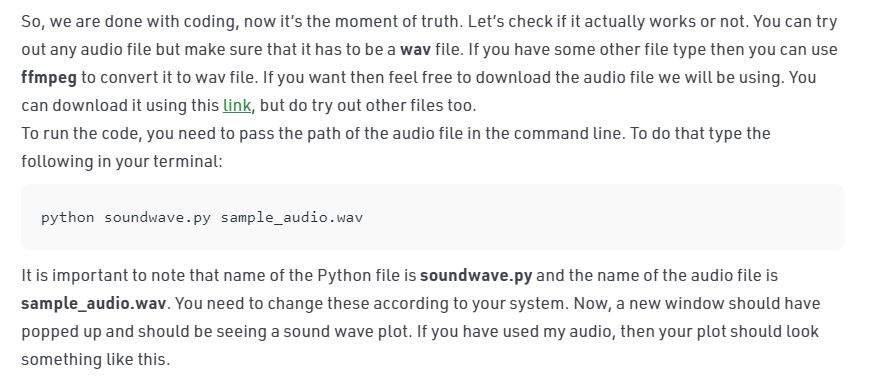 So, we are done with coding, now it’s the moment of truth. Let’s check if it actually works or not. You can try
out any audio file but make sure that it has to be a wav file. If you have some other file type then you can use
ffmpeg to convert it to wav file. If you want then feel free to download the audio file we will be using. You
can download it using this link, but do try out other files too.
To run the code, you need to pass the path of the audio file in the command line. To do that type the
following in your terminal:
python soundwave.py sample_audio.wav
It is important to note that name of the Python file is soundwave.py and the name of the audio file is
sample_audio.wav. You need to change these according to your system. Now, a new window should have
popped up and should be seeing a sound wave plot. If you have used my audio, then your plot should look
something like this.